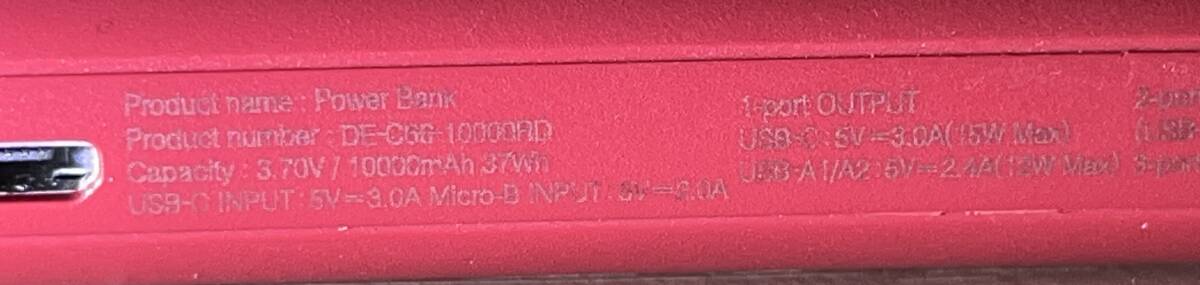 Product name : Power Bank
Product number : DE-C66-10000RD
Capacity : 3.70V / 10000mAh 37Wh
USB-C INPUT : 5V⎓3.0A Micro-B INPUT : 5V⎓2.0A
1-port OUTPUT
USB-C : 5V⎓3.0A(15W Max)
USB-A1/A2 : 5V⎓2.4A(12W Max)